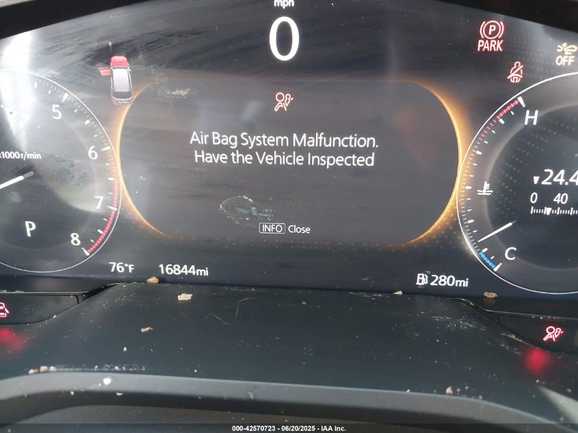 mph
0
PARK
OFF
Air Bag System Malfunction.
Have the Vehicle Inspected
INFO Close
5
6
7
8
x1000r/min
P
H
C
24.4
0 40
76°F
16844mi
280mi
000-42570723 - 06/20/2025 - IAA Inc.